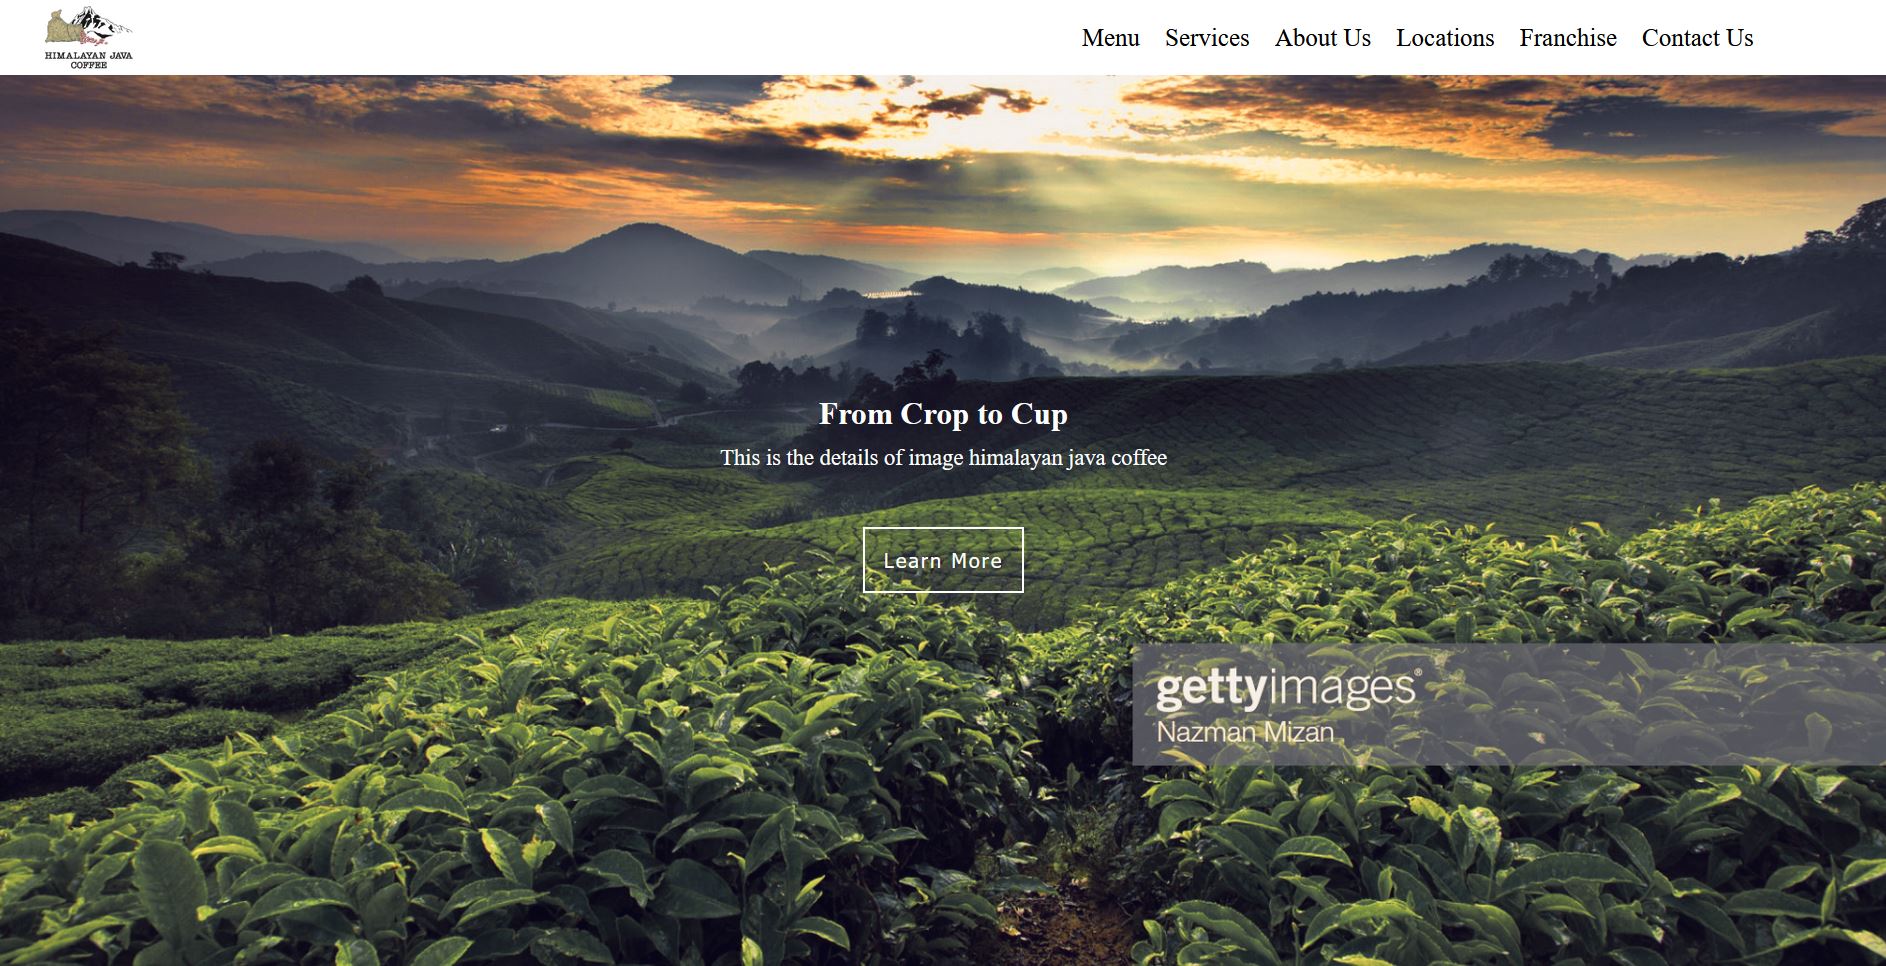 HIMALAYAN JAVA
COFFEE
Menu Services About Us Locations Franchise Contact Us
From Crop to Cup
This is the details of image himalayan java coffee
Learn More
gettyimages®
Nazman Mizan